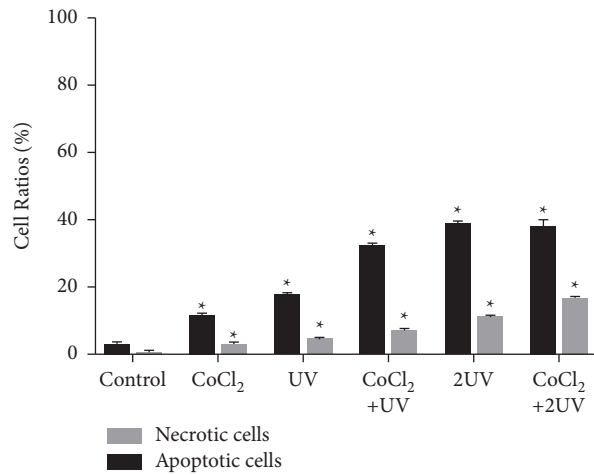 100
80
60
40
20
0
Cell Ratios (%)
* * * * * * * * * *
Control CoCl₂ UV CoCl₂ 2UV CoCl₂
+UV +2UV
Necrotic cells
Apoptotic cells